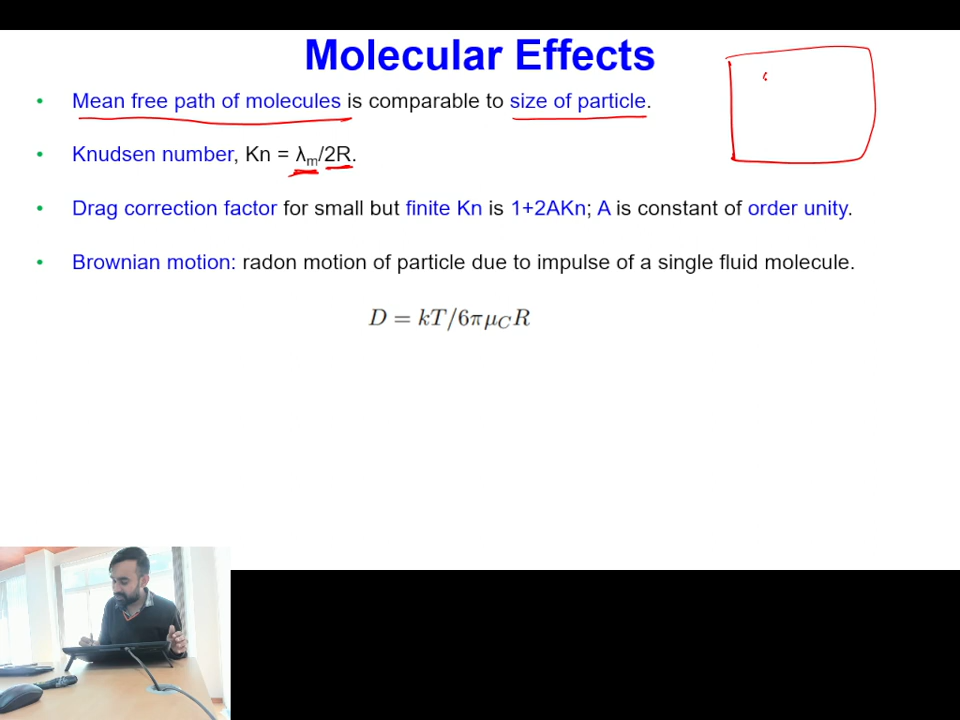 Molecular Effects
• Mean free path of molecules is comparable to size of particle.
• Knudsen number, Kn = λₘ/2R.
• Drag correction factor for small but finite Kn is 1+2AKn; A is constant of order unity.
• Brownian motion: radon motion of particle due to impulse of a single fluid molecule.
D = kT/6πμ_C R